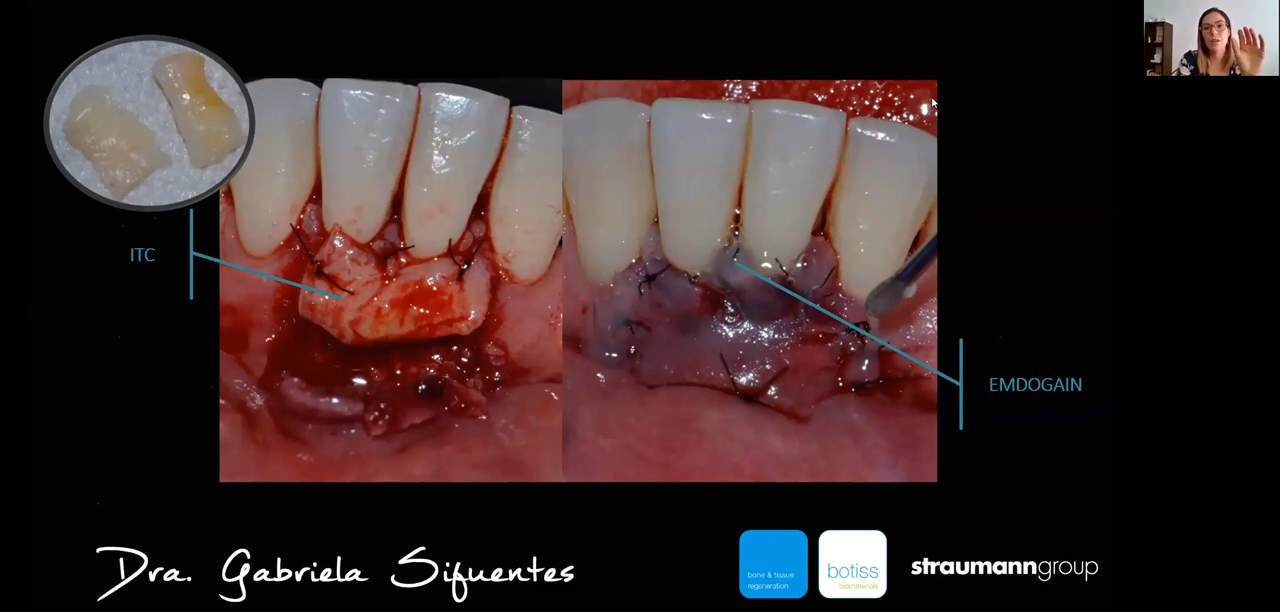 ITC
EMDOGAIN
Dra. Gabriela Sifuentes
bone & tissue
regeneration
botiss
biomaterials
straumanngroup